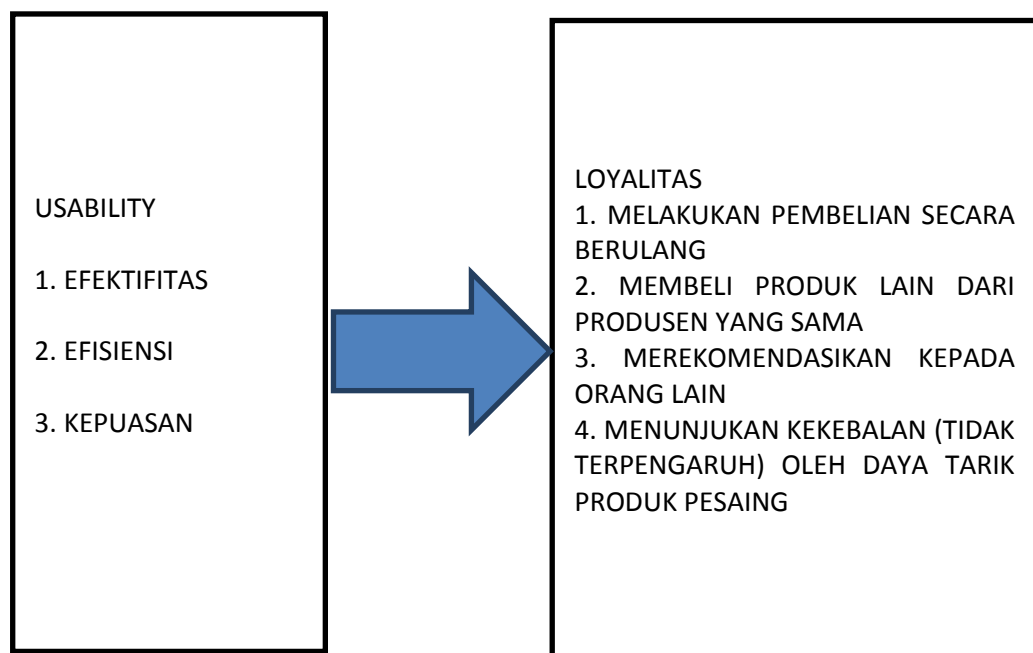 USABILITY
1. EFEKTIFITAS
2. EFISIENSI
3. KEPUASAN
LOYALITAS
1. MELAKUKAN PEMBELIAN SECARA
BERULANG
2. MEMBELI PRODUK LAIN DARI
PRODUSEN YANG SAMA
3. MEREKOMENDASIKAN KEPADA
ORANG LAIN
4. MENUNJUKAN KEKEBALAN (TIDAK
TERPENGARUH) OLEH DAYA TARIK
PRODUK PESAING